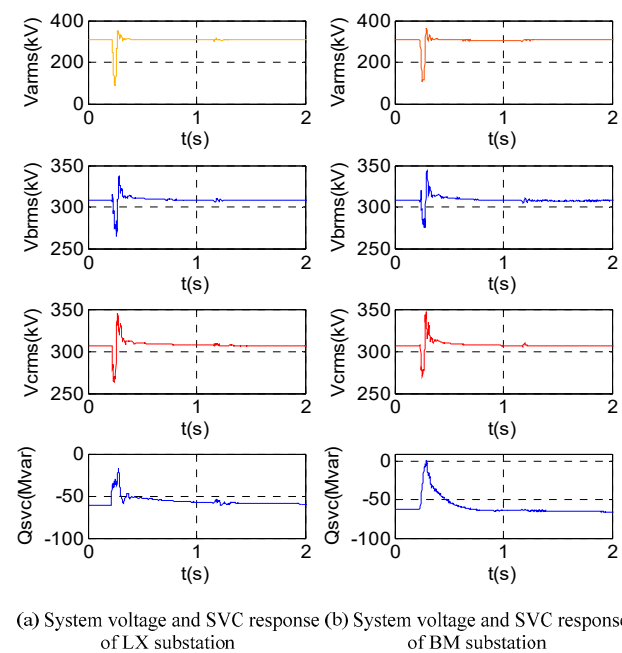 400
200
0
Varms(kV)
0 1 2
t(s)
400
200
0
Varms(kV)
0 1 2
t(s)
350
300
250
Vbrms(kV)
0 1 2
t(s)
350
300
250
Vbrms(kV)
0 1 2
t(s)
350
300
250
Vcrms(kV)
0 1 2
t(s)
350
300
250
Vcrms(kV)
0 1 2
t(s)
0
-50
-100
Qsvc(Mvar)
0 1 2
t(s)
0
-50
-100
Qsvc(Mvar)
0 1 2
t(s)
(a) System voltage and SVC response
of LX substation
(b) System voltage and SVC response
of BM substation